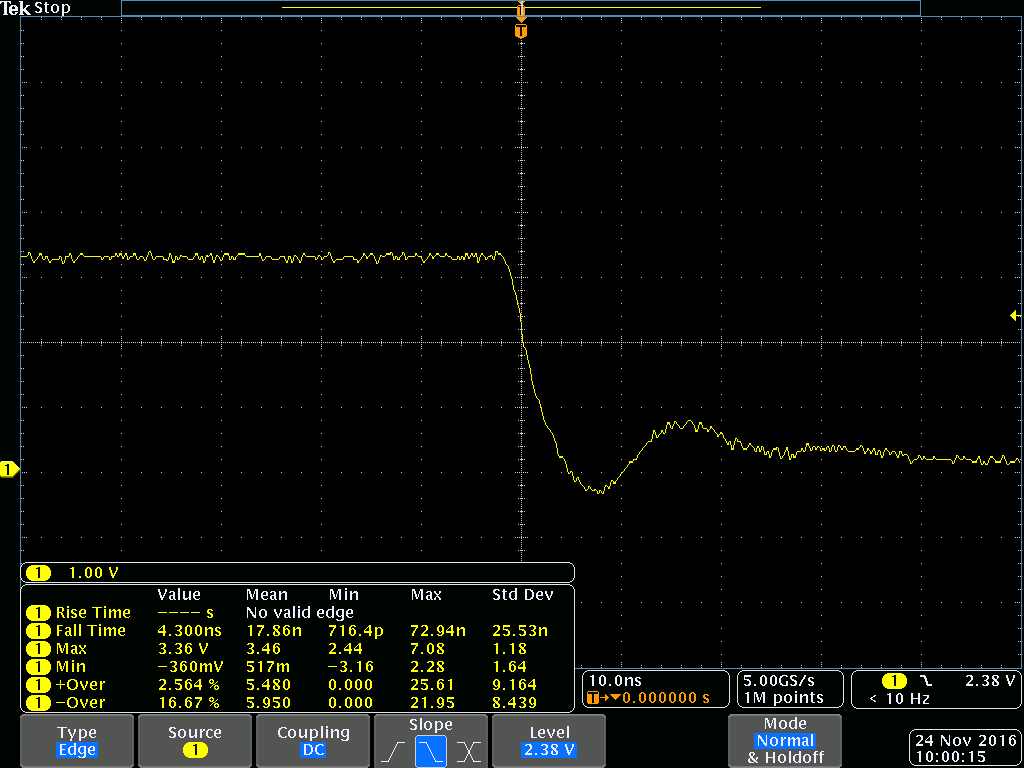 Tek Stop
T
T
1
1 1.00 V
Value Mean Min Max Std Dev
1 Rise Time ---- s No valid edge
1 Fall Time 4.300ns 17.86n 716.4p 72.94n 25.53n
1 Max 3.36 V 3.46 2.44 7.08 1.18
1 Min −360mV 517m −3.16 2.28 1.64
1 +Over 2.564 % 5.480 0.000 25.61 9.164
1 −Over 16.67 % 5.950 0.000 21.95 8.439
10.0ns
T→▼0.000000 s
5.00GS/s
1M points
1 2.38 V
< 10 Hz
Type
Edge
Source
1
Coupling
DC
Slope
Level
2.38 V
Mode
Normal
& Holdoff
24 Nov 2016
10:00:15